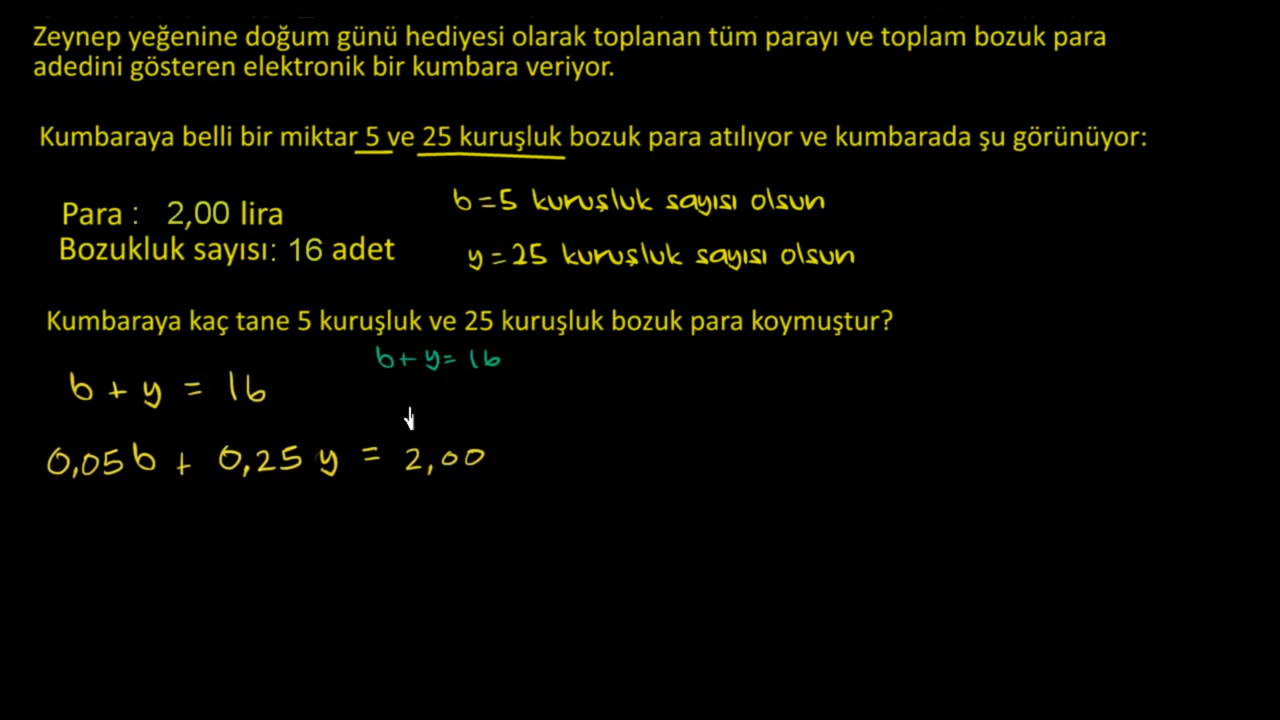 Zeynep yeğenine doğum günü hediyesi olarak toplanan tüm parayı ve toplam bozuk para
adedini gösteren elektronik bir kumbara veriyor.
Kumbaraya belli bir miktar 5 ve 25 kuruşluk bozuk para atılıyor ve kumbarada şu görünüyor:
Para : 2,00 lira
b = 5 kuruşluk sayısı olsun
Bozukluk sayısı: 16 adet
y = 25 kuruşluk sayısı olsun
Kumbaraya kaç tane 5 kuruşluk ve 25 kuruşluk bozuk para koymuştur?
b + y = 16
b + y = 16
0,05b + 0,25 y = 2,00